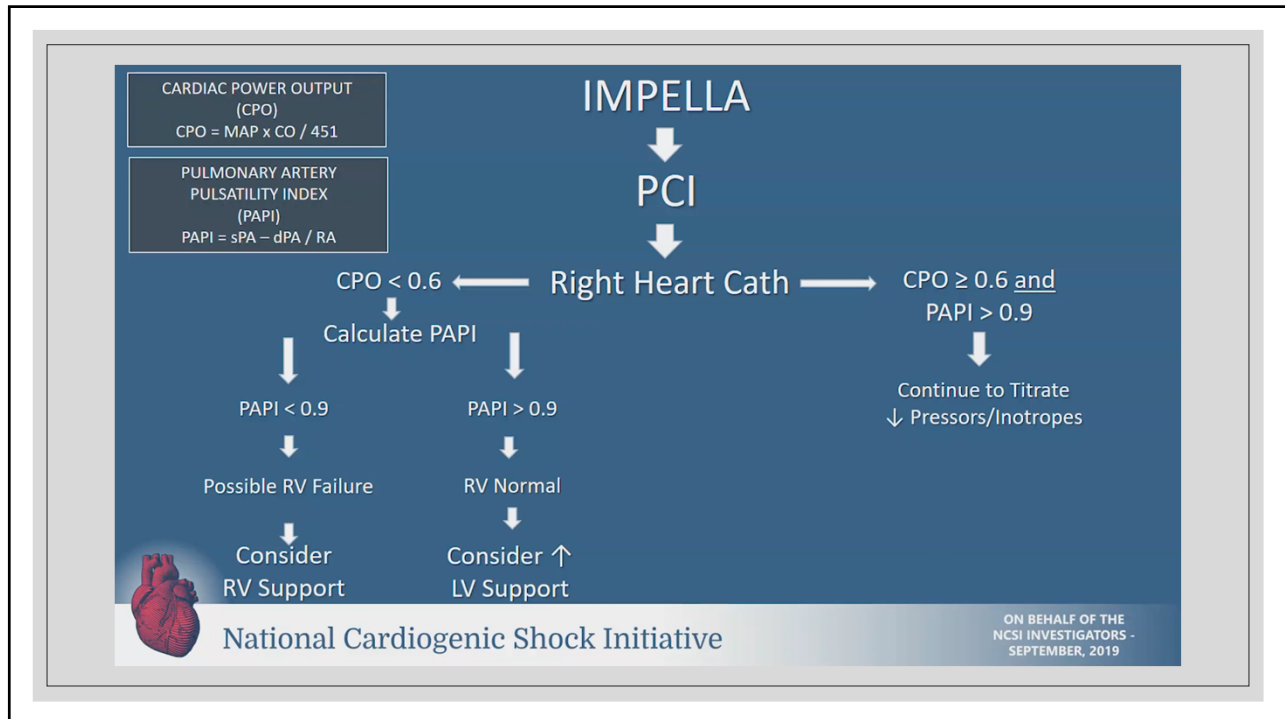 CARDIAC POWER OUTPUT
(CPO)
CPO = MAP x CO / 451
PULMONARY ARTERY
PULSATILITY INDEX
(PAPI)
PAPI = sPA – dPA / RA
IMPELLA
PCI
Right Heart Cath
CPO < 0.6
Calculate PAPI
PAPI < 0.9
Possible RV Failure
Consider
RV Support
PAPI > 0.9
RV Normal
Consider ↑
LV Support
CPO ≥ 0.6 and
PAPI > 0.9
Continue to Titrate
↓ Pressors/Inotropes
National Cardiogenic Shock Initiative
ON BEHALF OF THE
NCSI INVESTIGATORS -
SEPTEMBER, 2019